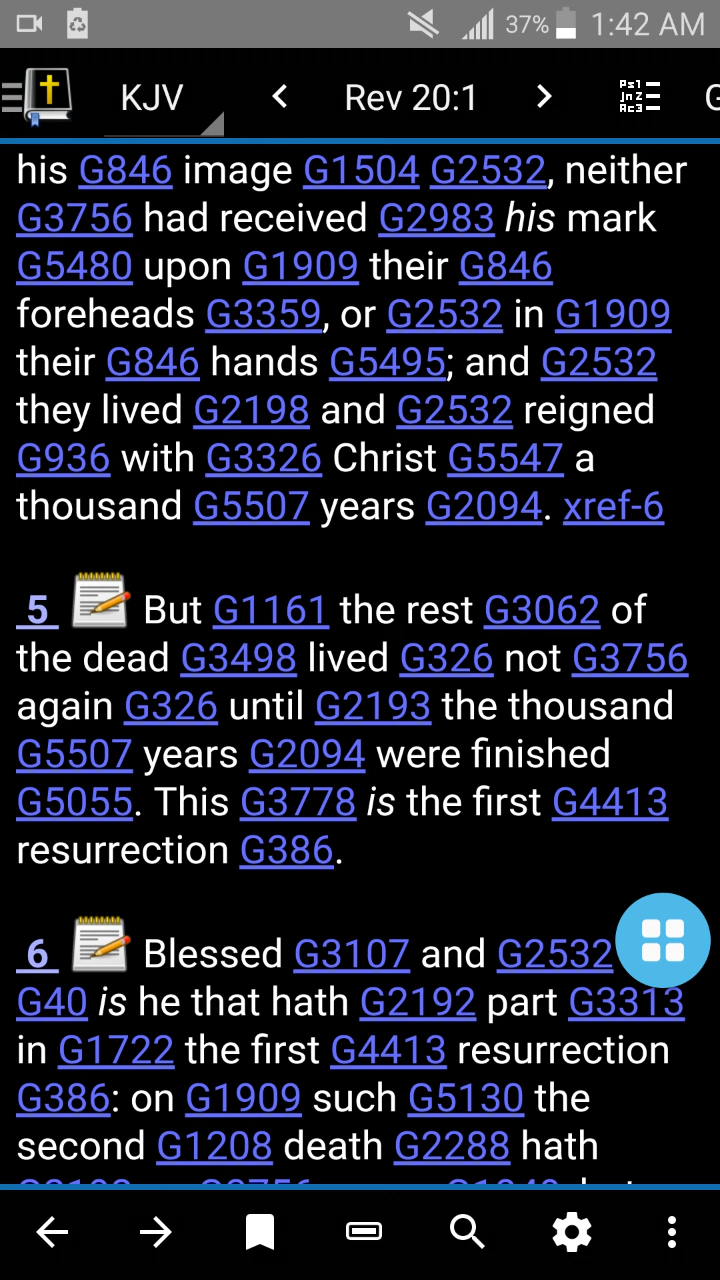 37% 1:42 AM
KJV < Rev 20:1 >
his G846 image G1504 G2532, neither
G3756 had received G2983 his mark
G5480 upon G1909 their G846
foreheads G3359, or G2532 in G1909
their G846 hands G5495; and G2532
they lived G2198 and G2532 reigned
G936 with G3326 Christ G5547 a
thousand G5507 years G2094. xref-6
5 But G1161 the rest G3062 of
the dead G3498 lived G326 not G3756
again G326 until G2193 the thousand
G5507 years G2094 were finished
G5055. This G3778 is the first G4413
resurrection G386.
6 Blessed G3107 and G2532
G40 is he that hath G2192 part G3313
in G1722 the first G4413 resurrection
G386: on G1909 such G5130 the
second G1208 death G2288 hath